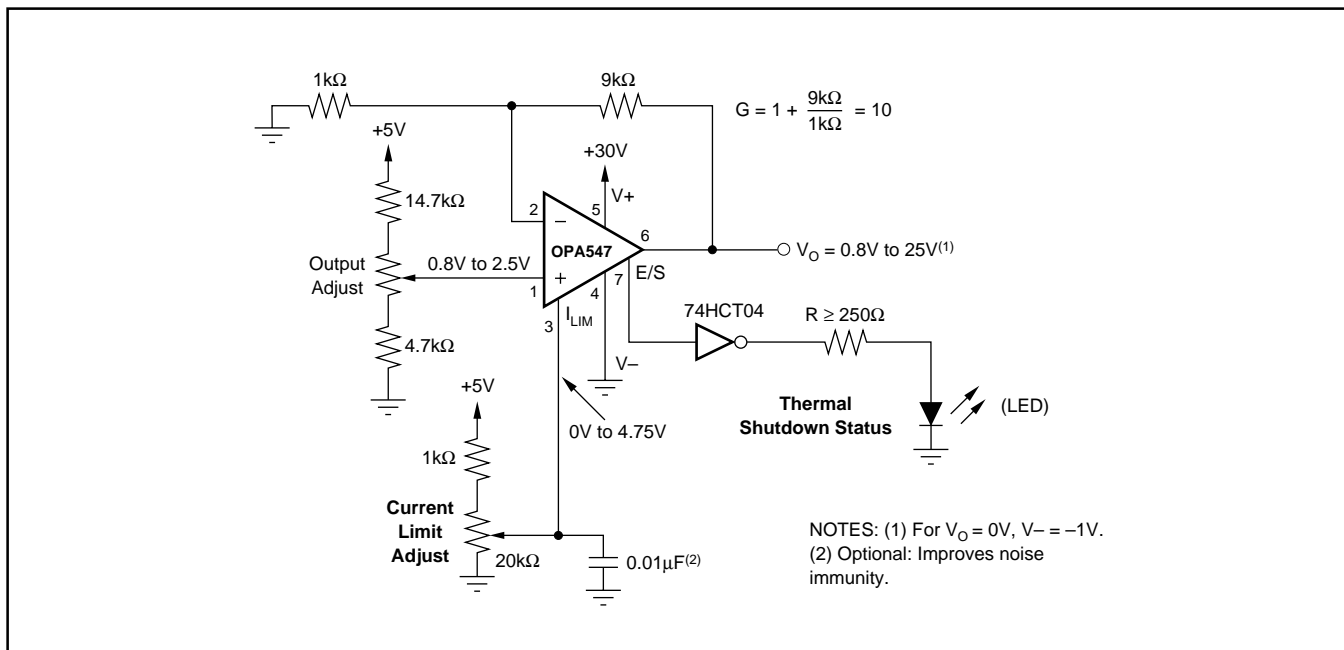 1kΩ
9kΩ
G = 1 + 9kΩ/1kΩ = 10
+5V
+30V
V+
14.7kΩ
2
–
5
6
OPA547
V_O = 0.8V to 25V(1)
Output
Adjust
0.8V to 2.5V
+
E/S
1
4
7
3
I_LIM
74HCT04
R ≥ 250Ω
4.7kΩ
V–
+5V
0V to 4.75V
Thermal
Shutdown Status
(LED)
1kΩ
Current
Limit
Adjust
20kΩ
0.01µF(2)
NOTES: (1) For V_O = 0V, V– = –1V.
(2) Optional: Improves noise
immunity.